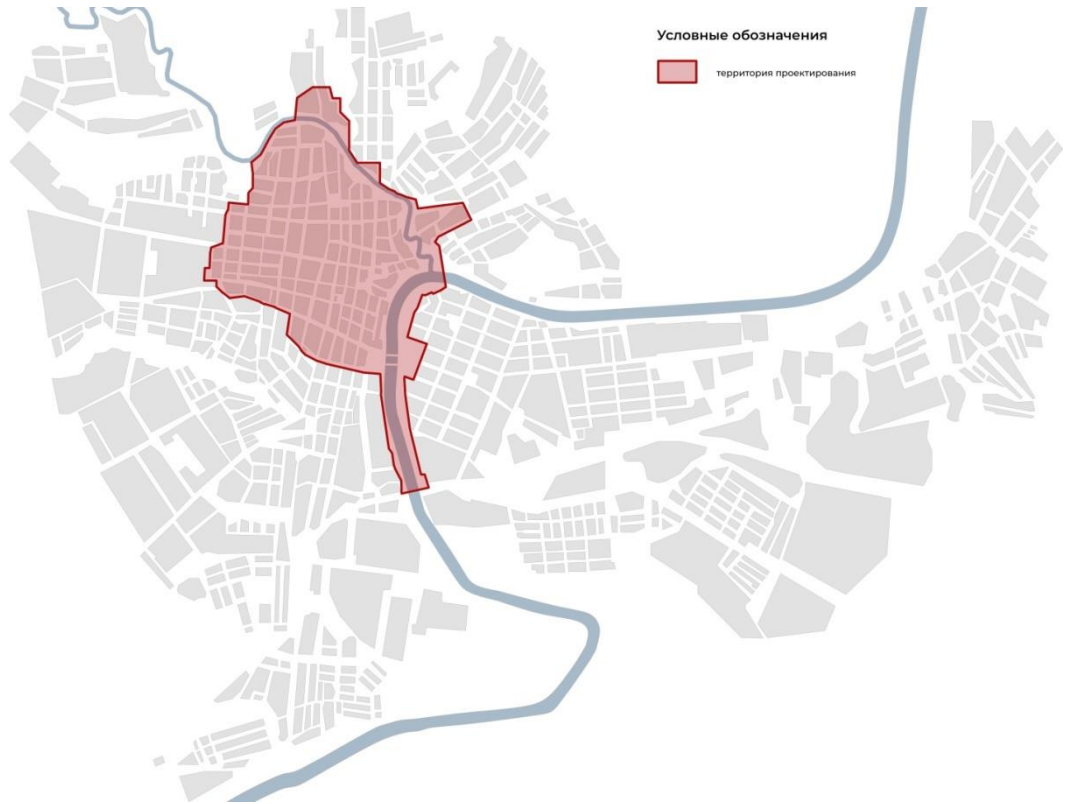 Условные обозначения
территория проектирования